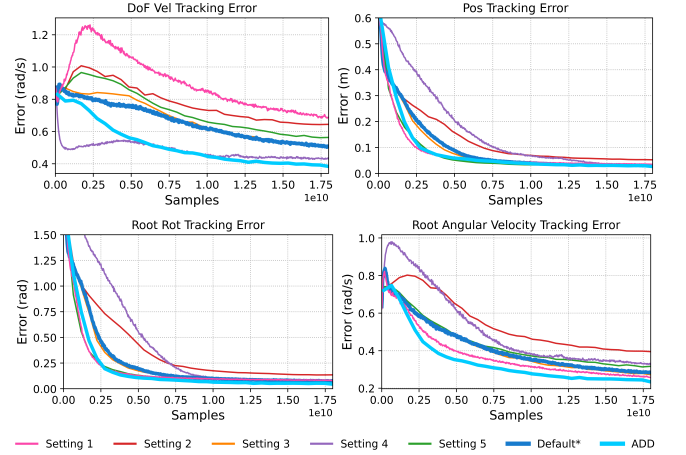 DoF Vel Tracking Error
Error (rad/s)
1.2
1.0
0.8
0.6
0.4
0.00 0.25 0.50 0.75 1.00 1.25 1.50 1.75
Samples
1e10
Pos Tracking Error
Error (m)
0.6
0.5
0.4
0.3
0.2
0.1
0.0
0.00 0.25 0.50 0.75 1.00 1.25 1.50 1.75
Samples
1e10
Root Rot Tracking Error
Error (rad)
1.50
1.25
1.00
0.75
0.50
0.25
0.00
0.00 0.25 0.50 0.75 1.00 1.25 1.50 1.75
Samples
1e10
Root Angular Velocity Tracking Error
Error (rad/s)
1.0
0.8
0.6
0.4
0.2
0.00 0.25 0.50 0.75 1.00 1.25 1.50 1.75
Samples
1e10
Setting 1 Setting 2 Setting 3 Setting 4 Setting 5 Default* ADD